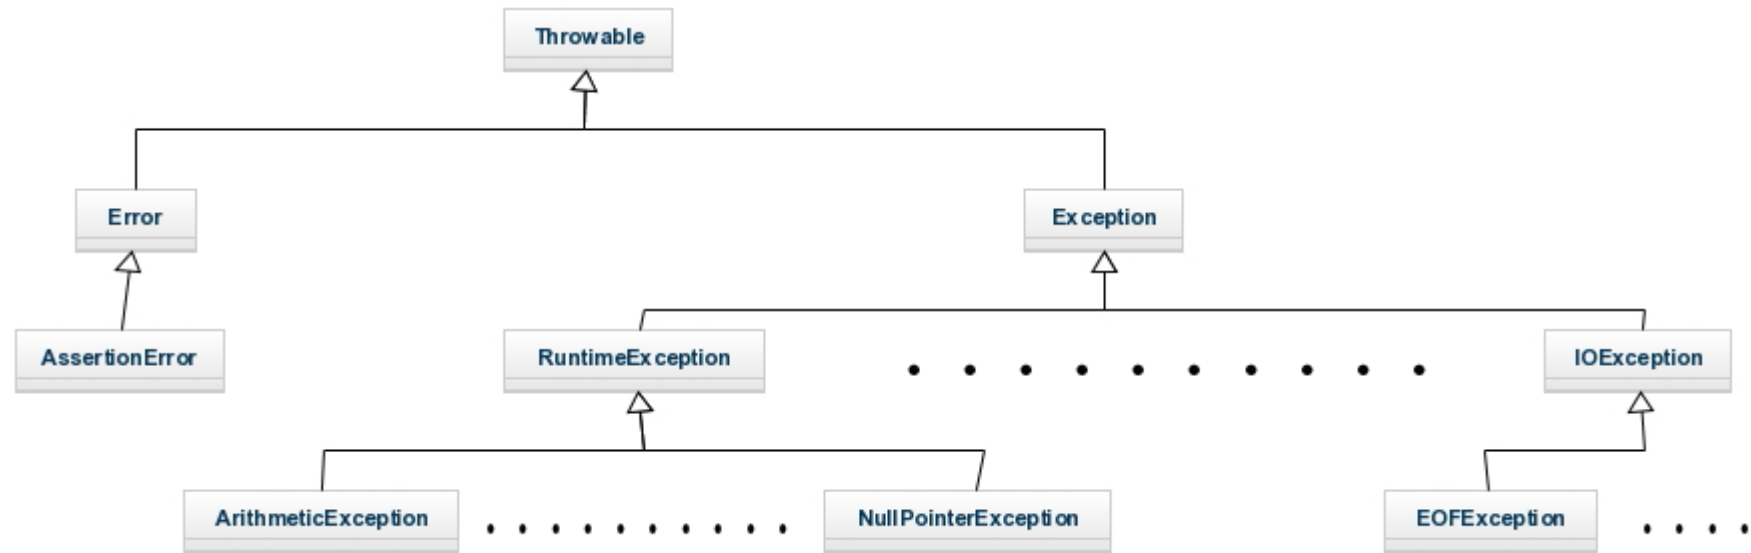 Throwable
Error
Exception
AssertionError
RuntimeException
IOException
ArithmeticException
NullPointerException
EOFException